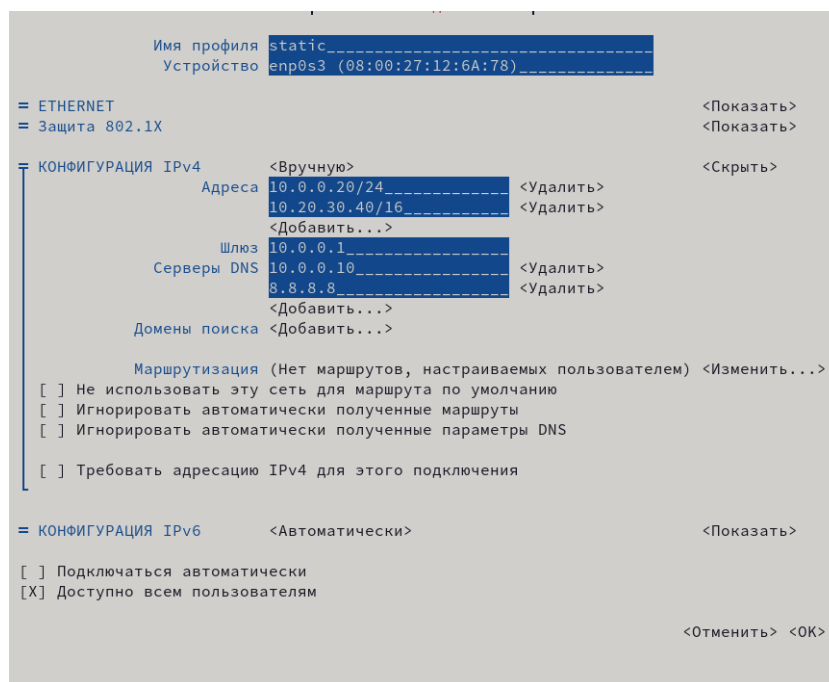 Имя профиля static
Устройство enp0s3 (08:00:27:12:6A:78)
= ETHERNET <Показать>
= Защита 802.1X <Показать>
= КОНФИГУРАЦИЯ IPv4 <Вручную> <Скрыть>
Адреса 10.0.0.20/24 <Удалить>
10.20.30.40/16 <Удалить>
<Добавить...>
Шлюз 10.0.0.1
Серверы DNS 10.0.0.10 <Удалить>
8.8.8.8 <Удалить>
<Добавить...>
Домены поиска <Добавить...>
Маршрутизация (Нет маршрутов, настраиваемых пользователем) <Изменить...>
[ ] Не использовать эту сеть для маршрута по умолчанию
[ ] Игнорировать автоматически полученные маршруты
[ ] Игнорировать автоматически полученные параметры DNS
[ ] Требовать адресацию IPv4 для этого подключения
= КОНФИГУРАЦИЯ IPv6 <Автоматически> <Показать>
[ ] Подключаться автоматически
[X] Доступно всем пользователям
<Отменить> <OK>